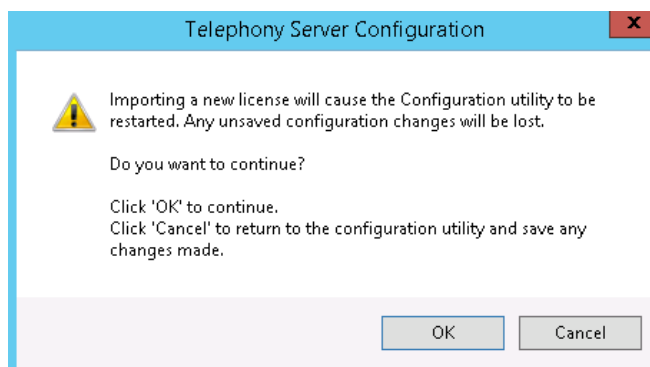 Telephony Server Configuration
x
Importing a new license will cause the Configuration utility to be
restarted. Any unsaved configuration changes will be lost.
Do you want to continue?
Click 'OK' to continue.
Click 'Cancel' to return to the configuration utility and save any
changes made.
OK
Cancel